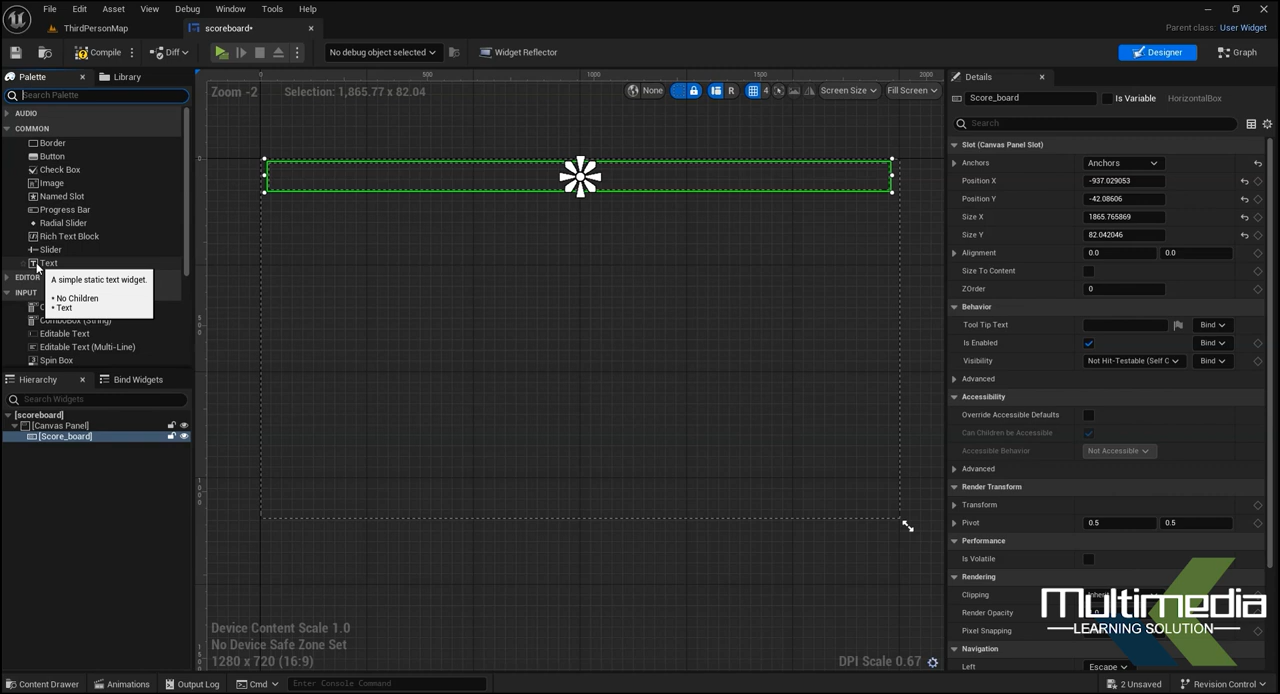 File Edit Asset View Debug Window Tools Help
ThirdPersonMap scoreboard•
Parent class: User Widget
Compile Diff No debug object selected Widget Reflector Designer Graph
Palette Library
Search Palette
AUDIO
COMMON
Border
Button
Check Box
Image
Named Slot
Progress Bar
Radial Slider
Rich Text Block
Slider
Text
EDITOR
INPUT
A simple static text widget.
• No Children
• Text
ComboBox (String)
Editable Text
Editable Text (Multi-Line)
Spin Box
Hierarchy Bind Widgets
Search Widgets
[scoreboard]
[Canvas Panel]
[Score_board]
0 500 1000 1500 2000
Zoom -2 Selection: 1,865.77 x 82.04
None R 4 Screen Size Fill Screen
0
500
1000
Device Content Scale 1.0
No Device Safe Zone Set
1280 x 720 (16:9)
DPI Scale 0.67
Details
Score_board Is Variable HorizontalBox
Search
Slot (Canvas Panel Slot)
Anchors Anchors
Position X -937.029053
Position Y -42.08606
Size X 1865.765869
Size Y 82.042046
Alignment 0.0 0.0
Size To Content
ZOrder 0
Behavior
Tool Tip Text Bind
Is Enabled Bind
Visibility Not Hit-Testable (Self C Bind
Advanced
Accessibility
Override Accessible Defaults
Can Children be Accessible
Accessible Behavior Not Accessible
Advanced
Render Transform
Transform
Pivot 0.5 0.5
Performance
Is Volatile
Rendering
Clipping
Render Opacity
Pixel Snapping
Navigation
Left Escape
Multimedia
LEARNING SOLUTION
Content Drawer Animations Output Log Cmd Enter Console Command 2 Unsaved Revision Control